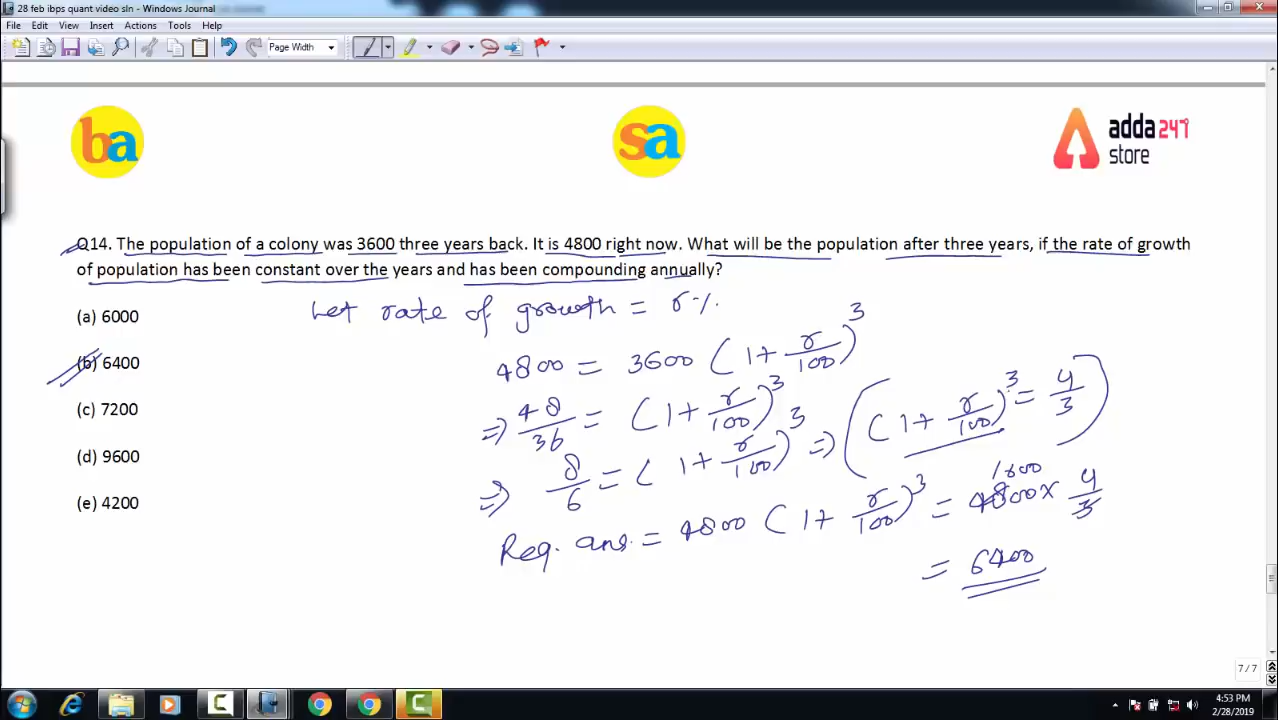 28 feb ibps quant video sln - Windows Journal
File Edit View Insert Actions Tools Help
Page Width
ba
sa
adda 247
store
Q14. The population of a colony was 3600 three years back. It is 4800 right now. What will be the population after three years, if the rate of growth
of population has been constant over the years and has been compounding annually?
(a) 6000
(b) 6400
(c) 7200
(d) 9600
(e) 4200
Let rate of growth = r%
4800 = 3600 (1 + r/100)^3
=> 48/36 = (1 + r/100)^3
=> 8/6 = (1 + r/100)^3 => ((1 + r/100)^3 = 4/3)
Req. ans. = 4800 (1 + r/100)^3 = 4800 x 4/3
1600
= 6400
7 / 7
4:53 PM
2/28/2019